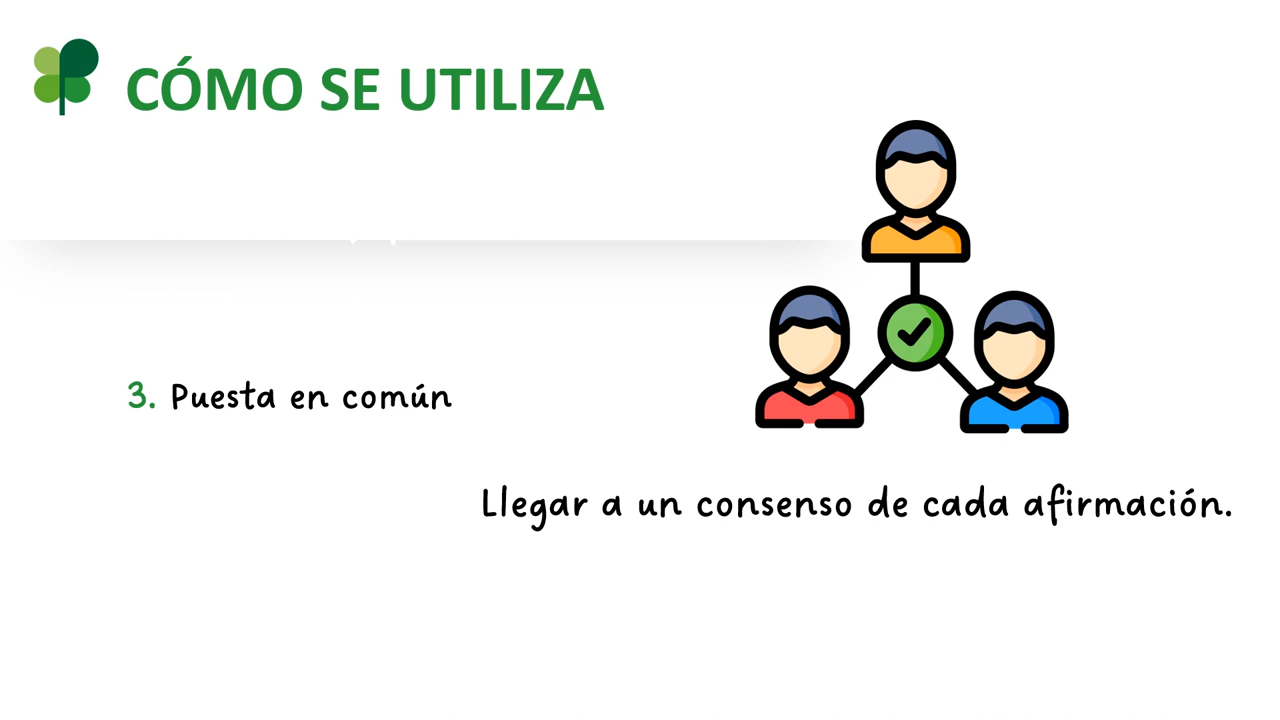 CÓMO SE UTILIZA
3. Puesta en común
Llegar a un consenso de cada afirmación.